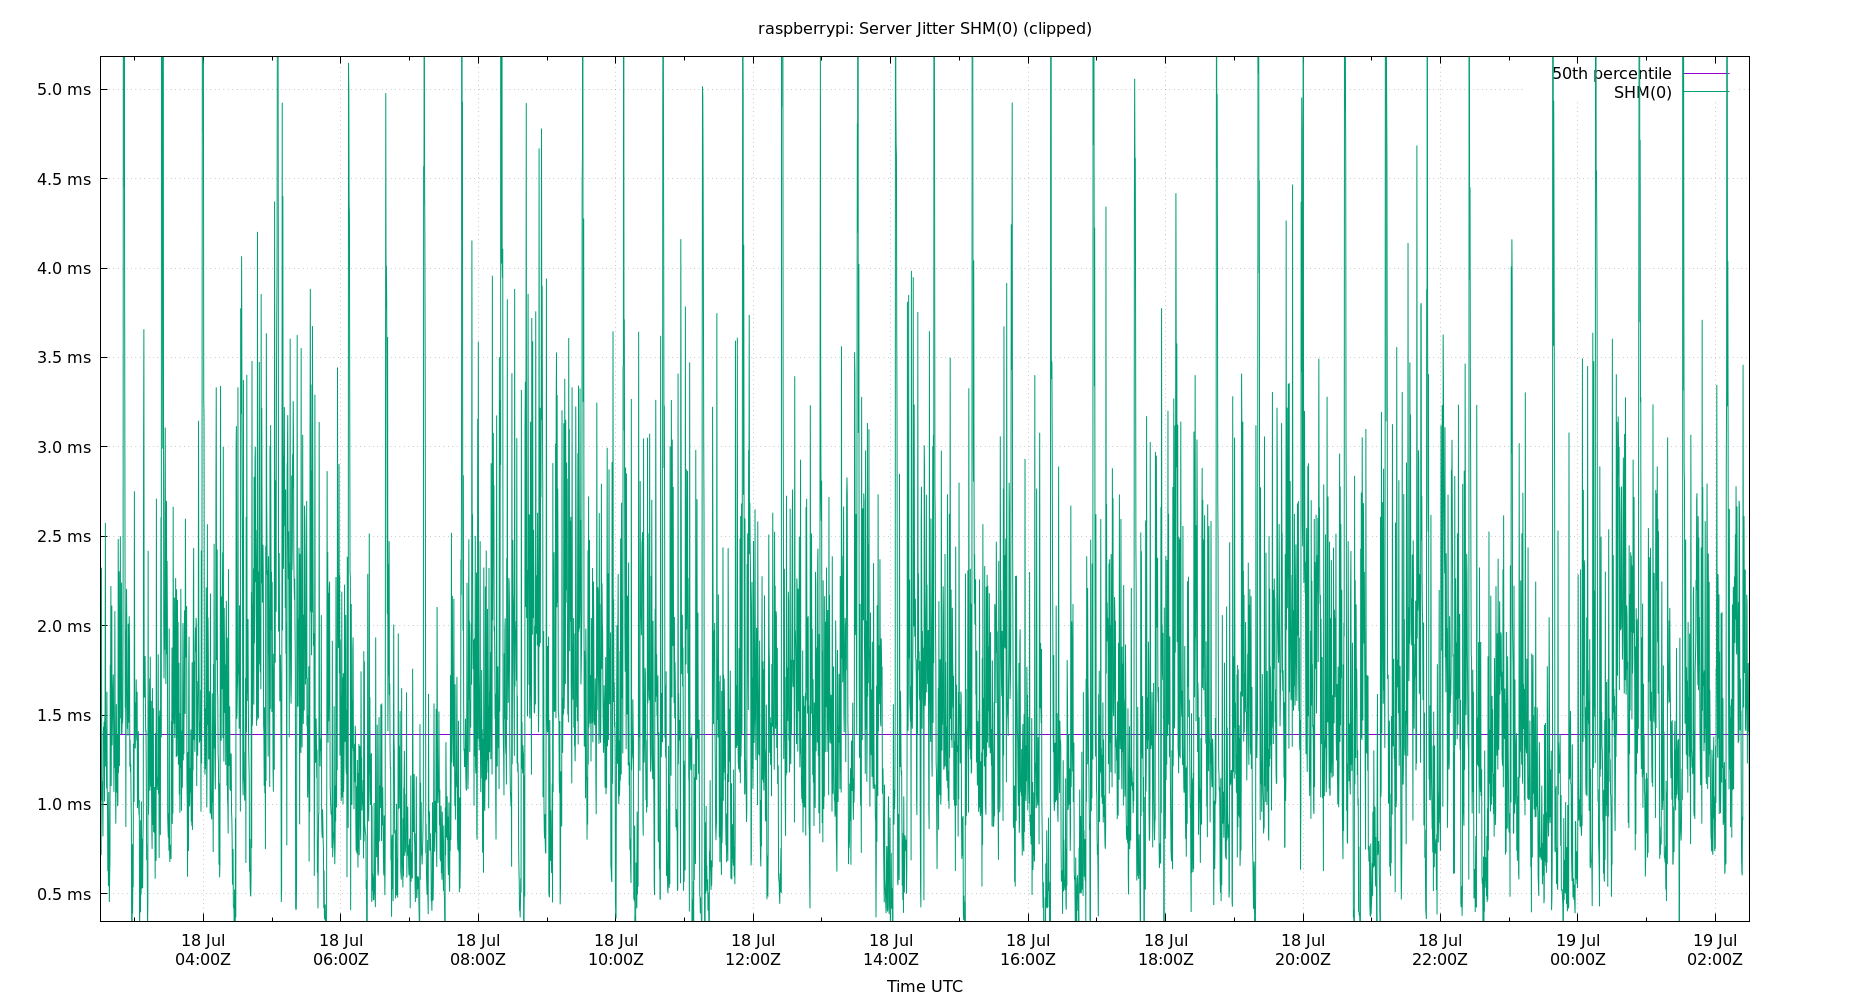 raspberrypi: Server Jitter SHM(0) (clipped)
50th percentile
SHM(0)
5.0 ms
4.5 ms
4.0 ms
3.5 ms
3.0 ms
2.5 ms
2.0 ms
1.5 ms
1.0 ms
0.5 ms
18 Jul 18 Jul 18 Jul 18 Jul 18 Jul 18 Jul 18 Jul 18 Jul 18 Jul 18 Jul 19 Jul 19 Jul
04:00Z 06:00Z 08:00Z 10:00Z 12:00Z 14:00Z 16:00Z 18:00Z 20:00Z 22:00Z 00:00Z 02:00Z
Time UTC